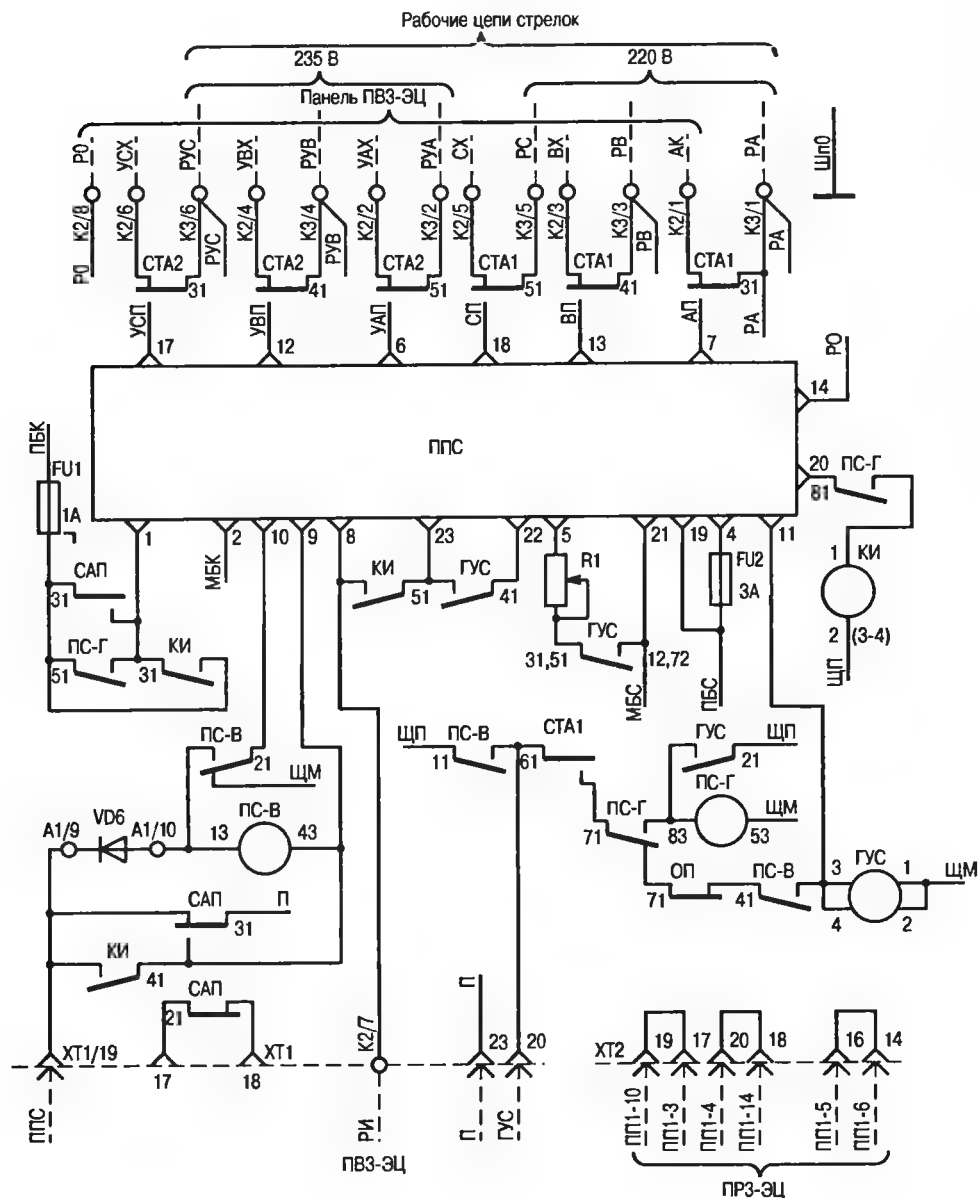 Рабочие цепи стрелок
235 В
220 В
Панель ПВЗ-ЭЦ
РО
УСХ
РУС
УВХ
РУВ
УАХ
РУА
СХ
РС
ВХ
РВ
АК
РА
Шп0
К2/8
К2/6
К3/6
К2/4
К3/4
К2/2
К3/2
К2/5
К3/5
К2/3
К3/3
К2/1
К3/1
РО
РУС
РУВ
РВ
РА
СТА2
31
СТА2
41
СТА2
51
СТА1
51
СТА1
41
СТА1
31
УСП
УВП
УАП
СП
ВП
АП
РА
17
12
6
18
13
7
ППС
14
РО
20
ПС-Г
81
ПБК
FU1
1А
1
2
10
9
8
23
22
5
21
19
4
11
САП
31
МБК
КИ
51
ГУС
41
R1
FU2
3А
1
КИ
2
(3-4)
ЩП
ПС-Г
51
КИ
31
ГУС
31,51
12,72
МБС
ПБС
ПС-В
21
ЩМ
ЩП
ПС-В
11
61
СТА1
ГУС
21
ЩП
А1/9
VD6
А1/10
13
ПС-В
43
ПС-Г
71
83
ПС-Г
53
ЩМ
САП
31
П
ОП
71
ПС-В
41
3
4
ГУС
1
2
ЩМ
КИ
41
САП
21
ХТ1/19
17
18
ХТ1
К2/7
П
23
20
ХТ2
19
17
20
18
16
14
ППС
РИ
П
ГУС
ПП1-10
ПП1-3
ПП1-4
ПП1-14
ПП1-5
ПП1-6
ПВЗ-ЭЦ
ПРЗ-ЭЦ